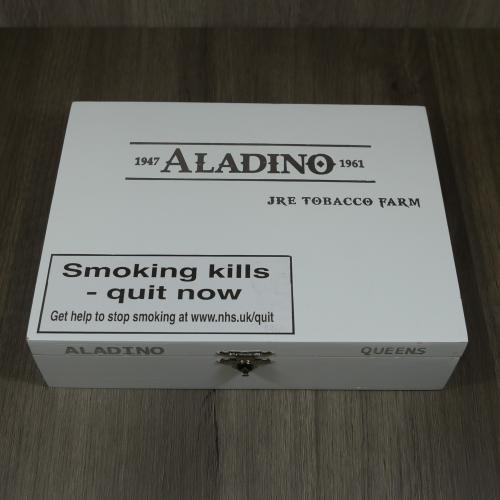 1947 ALADINO 1961
JRE TOBACCO FARM
Smoking kills
- quit now
Get help to stop smoking at www.nhs.uk/quit
ALADINO QUEENS